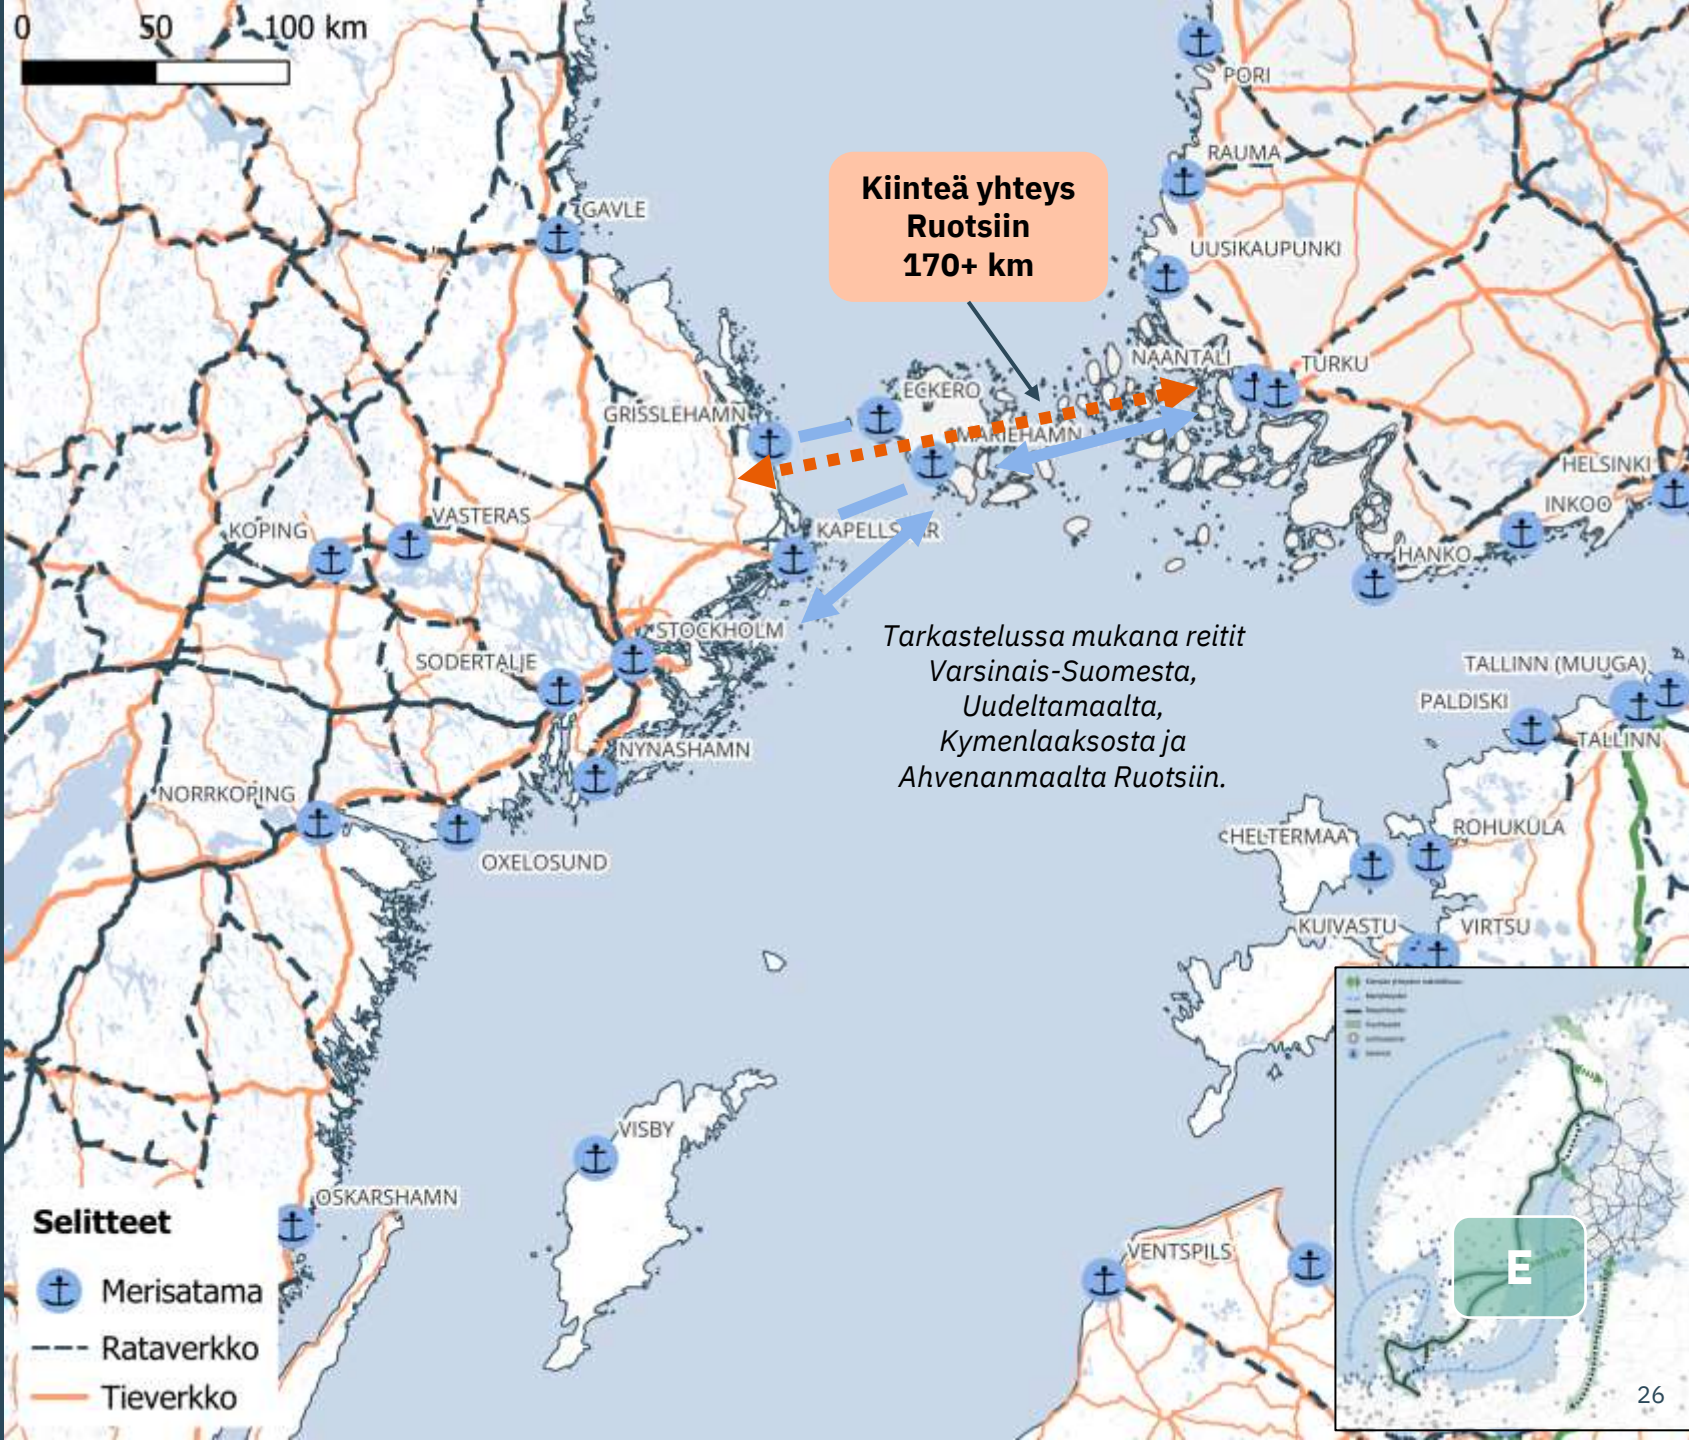 0 50 100 km
PORI
RAUMA
GAVLE
Kiinteä yhteys
Ruotsiin
170+ km
UUSIKAUPUNKI
NAANTALI
TURKU
ECKERO
GRISSLEHAMN
MARIEHAMN
HELSINKI
INKOO
VASTERAS
KOPING
HANKO
STOCKHOLM
SODERTALJE
Tarkastelussa mukana reitit
Varsinais-Suomesta,
Uudeltamaalta,
Kymenlaaksosta ja
Ahvenanmaalta Ruotsiin.
TALLINN (MUUGA)
PALDISKI
TALLINN
NYNASHAMN
NORRKOPING
OXELOSUND
HELTERMAA
ROHUKULA
KUIVASTU
VIRTSU
VISBY
OSKARSHAMN
VENTSPILS
Selitteet
Merisatama
Rataverkko
Tieverkko
E
26